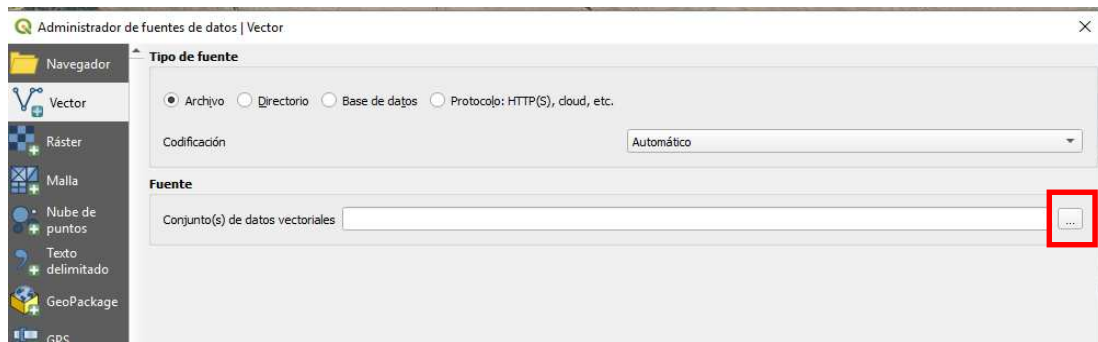 Administrador de fuentes de datos | Vector
Navegador
Vector
Ráster
Malla
Nube de
puntos
Texto
delimitado
GeoPackage
GPS
Tipo de fuente
Archivo Directorio Base de datos Protocolo: HTTP(S), cloud, etc.
Codificación Automático
Fuente
Conjunto(s) de datos vectoriales ...